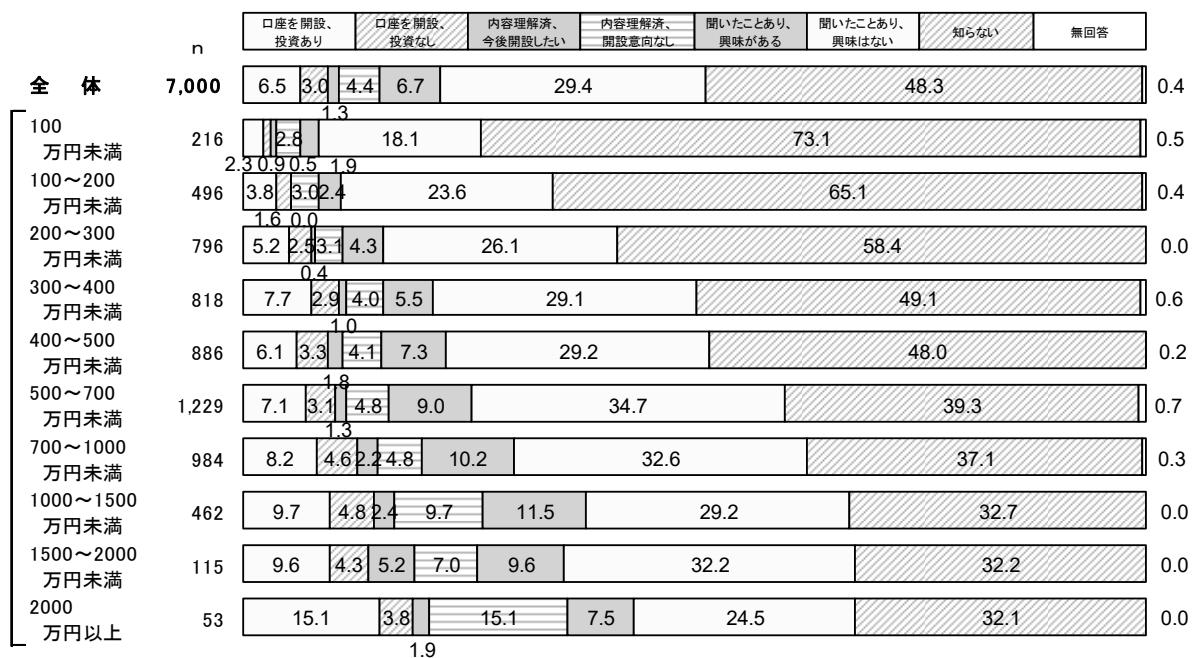 口座を開設、 口座を開設、 内容理解済、 内容理解済、 聞いたことあり、 聞いたことあり、 知らない 無回答
投資あり 投資なし 今後開設したい 開設意向なし 興味がある 興味はない
n
全 体 7,000 6.5 3.0 4.4 6.7 29.4 48.3 0.4
1.3
100
万円未満 216 2.8 18.1 73.1 0.5
2.3 0.9 0.5 1.9
100～200
万円未満 496 3.8 3.0 2.4 23.6 65.1 0.4
1.6 0.0
200～300
万円未満 796 5.2 2.5 3.1 4.3 26.1 58.4 0.0
0.4
300～400
万円未満 818 7.7 2.9 4.0 5.5 29.1 49.1 0.6
1.0
400～500
万円未満 886 6.1 3.3 4.1 7.3 29.2 48.0 0.2
1.8
500～700
万円未満 1,229 7.1 3.1 4.8 9.0 34.7 39.3 0.7
1.3
700～1000
万円未満 984 8.2 4.6 2.2 4.8 10.2 32.6 37.1 0.3
1000～1500
万円未満 462 9.7 4.8 2.4 9.7 11.5 29.2 32.7 0.0
1500～2000
万円未満 115 9.6 4.3 5.2 7.0 9.6 32.2 32.2 0.0
2000
万円以上 53 15.1 3.8 15.1 7.5 24.5 32.1 0.0
1.9